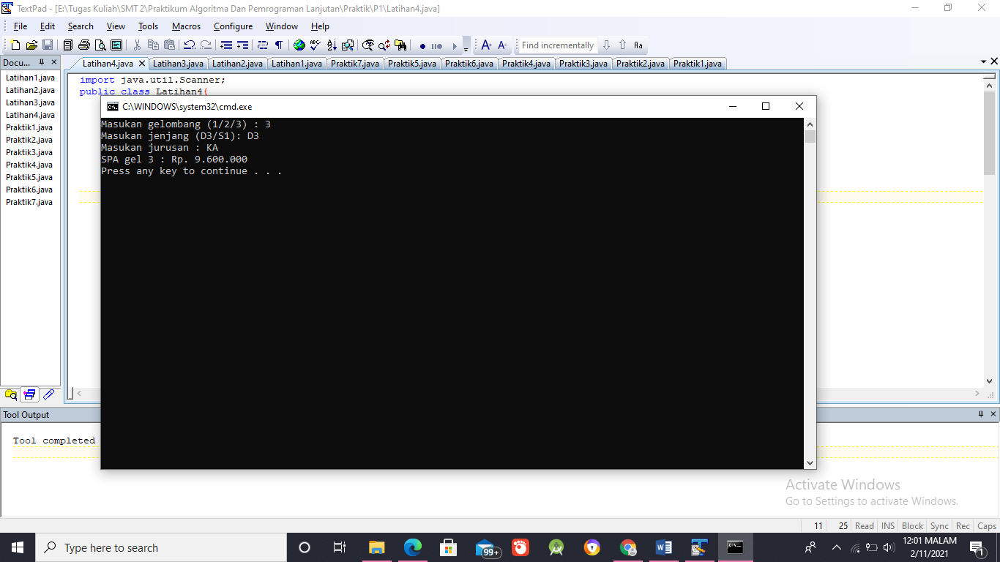 TextPad - [E:\Tugas Kuliah\SMT 2\Praktikum Algoritma Dan Pemrograman Lanjutan\Praktik\P1\Latihan4.java]
File Edit Search View Tools Macros Configure Window Help
Find incrementally
Docu...
Latihan4.java Latihan3.java Latihan2.java Latihan1.java Praktik7.java Praktik5.java Praktik6.java Praktik4.java Praktik3.java Praktik2.java Praktik1.java
Latihan1.java
Latihan2.java
Latihan3.java
Latihan4.java
Praktik1.java
Praktik2.java
Praktik3.java
Praktik4.java
Praktik5.java
Praktik6.java
Praktik7.java
import java.util.Scanner;
public class Latihan4{
C:\WINDOWS\system32\cmd.exe
Masukan gelombang (1/2/3) : 3
Masukan jenjang (D3/S1): D3
Masukan jurusan : KA
SPA gel 3 : Rp. 9.600.000
Press any key to continue . . .
Tool Output
Tool completed
Activate Windows
Go to Settings to activate Windows.
11 25 Read INS Block Sync Rec Caps
Type here to search
99+
12:01 MALAM
2/11/2021
1